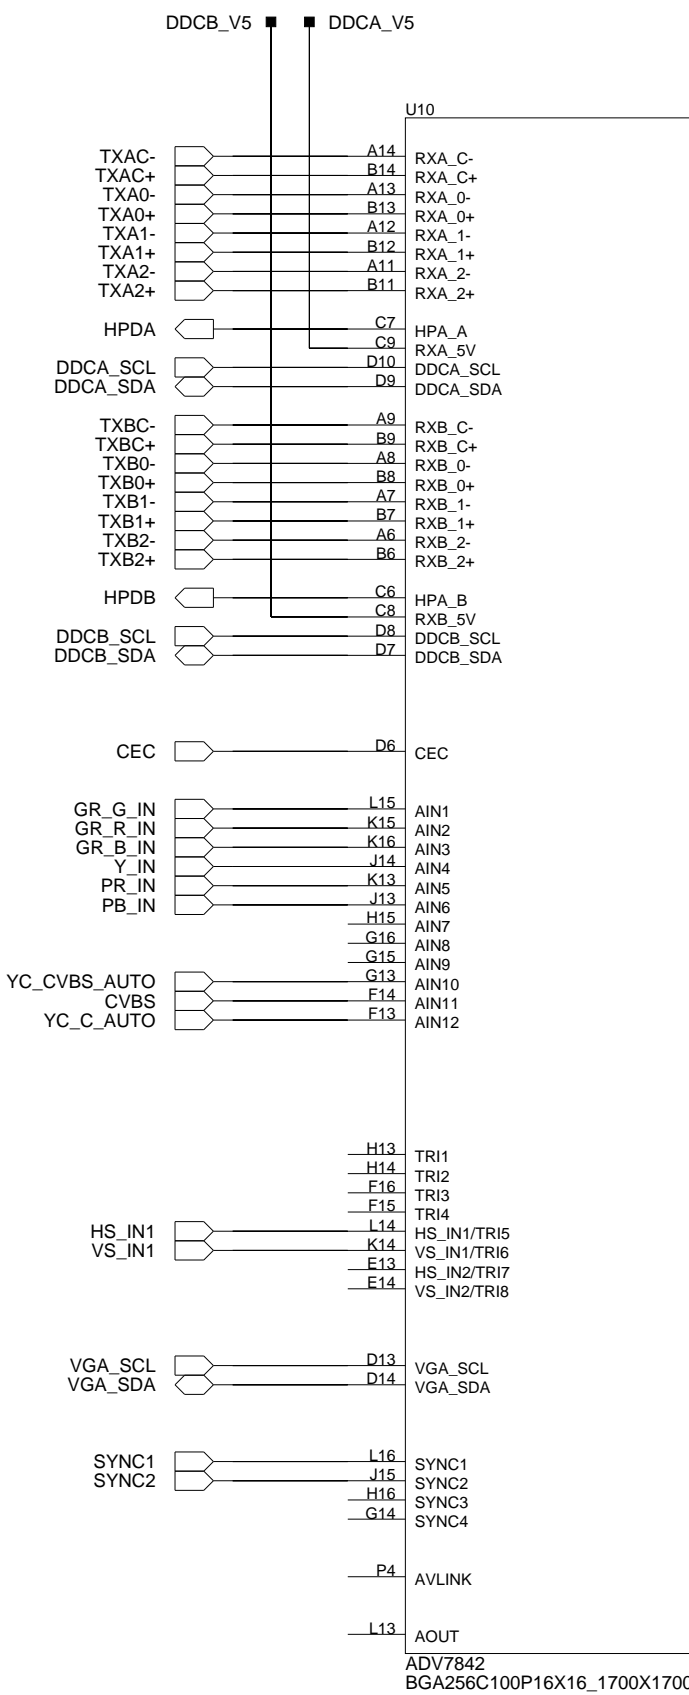 DDCB_V5 DDCA_V5
U10
TXAC- A14 RXA_C-
TXAC+ B14 RXA_C+
TXA0- A13 RXA_0-
TXA0+ B13 RXA_0+
TXA1- A12 RXA_1-
TXA1+ B12 RXA_1+
TXA2- A11 RXA_2-
TXA2+ B11 RXA_2+
HPDA C7 HPA_A
C9 RXA_5V
DDCA_SCL D10 DDCA_SCL
DDCA_SDA D9 DDCA_SDA
TXBC- A9 RXB_C-
TXBC+ B9 RXB_C+
TXB0- A8 RXB_0-
TXB0+ B8 RXB_0+
TXB1- A7 RXB_1-
TXB1+ B7 RXB_1+
TXB2- A6 RXB_2-
TXB2+ B6 RXB_2+
HPDB C6 HPA_B
C8 RXB_5V
DDCB_SCL D8 DDCB_SCL
DDCB_SDA D7 DDCB_SDA
CEC D6 CEC
GR_G_IN L15 AIN1
GR_R_IN K15 AIN2
GR_B_IN K16 AIN3
Y_IN J14 AIN4
PR_IN K13 AIN5
PB_IN J13 AIN6
H15 AIN7
G16 AIN8
G15 AIN9
YC_CVBS_AUTO G13 AIN10
CVBS F14 AIN11
YC_C_AUTO F13 AIN12
H13 TRI1
H14 TRI2
F16 TRI3
F15 TRI4
HS_IN1 L14 HS_IN1/TRI5
VS_IN1 K14 VS_IN1/TRI6
E13 HS_IN2/TRI7
E14 VS_IN2/TRI8
VGA_SCL D13 VGA_SCL
VGA_SDA D14 VGA_SDA
SYNC1 L16 SYNC1
SYNC2 J15 SYNC2
H16 SYNC3
G14 SYNC4
P4 AVLINK
L13 AOUT
ADV7842
BGA256C100P16X16_1700X1700